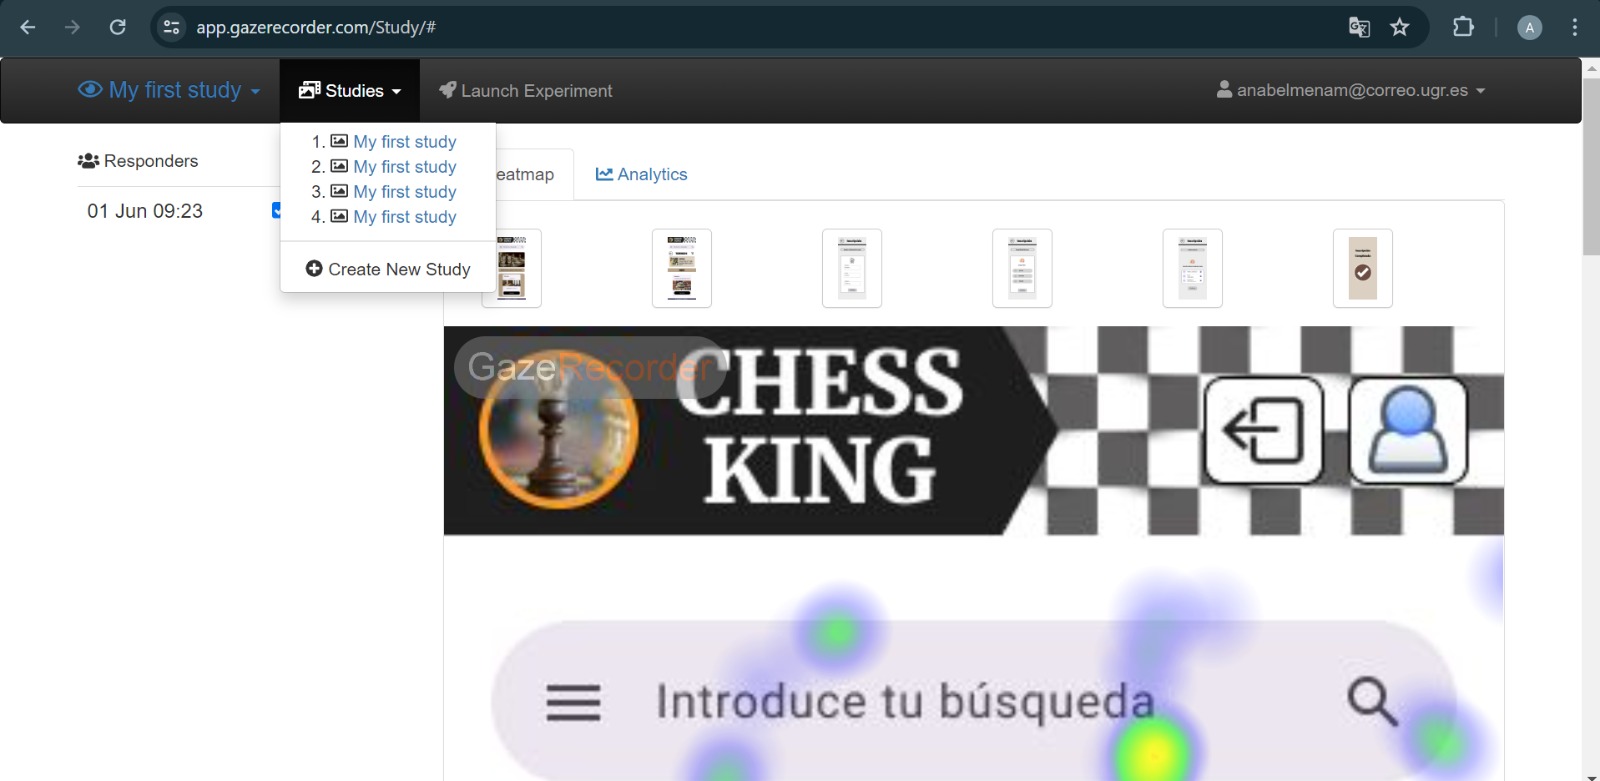 app.gazerecorder.com/Study/#
A
My first study
Studies
Launch Experiment
anabelmenam@correo.ugr.es
1. My first study
2. My first study
3. My first study
4. My first study
Create New Study
Responders
01 Jun 09:23
eatmap
Analytics
GazeRecorder
CHESS
KING
Introduce tu búsqueda